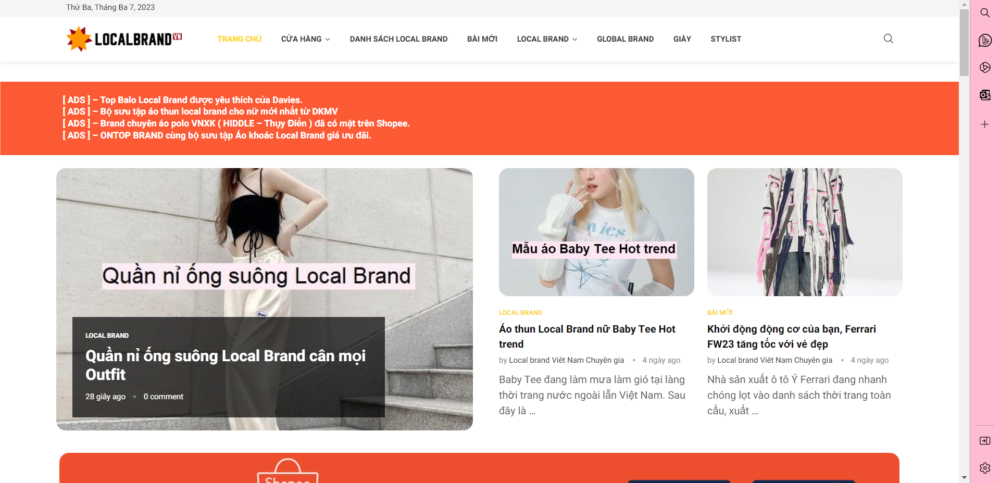 Thứ Ba, Tháng Ba 7, 2023
LOCALBRAND VN
TRANG CHỦ
CỬA HÀNG
DANH SÁCH LOCAL BRAND
BÀI MỚI
LOCAL BRAND
GLOBAL BRAND
GIÀY
STYLIST
[ ADS ] – Top Balo Local Brand được yêu thích của Davies.
[ ADS ] – Bộ sưu tập áo thun local brand cho nữ mới nhất từ DKMV
[ ADS ] – Brand chuyên áo polo VNXK ( HIDDLE – Thụy Điển ) đã có mặt trên Shopee.
[ ADS ] – ONTOP BRAND cùng bộ sưu tập Áo khoác Local Brand giá ưu đãi.
Quần nỉ ống suông Local Brand
LOCAL BRAND
Quần nỉ ống suông Local Brand cân mọi
Outfit
28 giây ago • 0 comment
Davies
Mẫu áo Baby Tee Hot trend
LOCAL BRAND
Áo thun Local Brand nữ Baby Tee Hot
trend
by Local brand Việt Nam Chuyên gia • 4 ngày ago
Baby Tee đang làm mưa làm gió tại làng
thời trang nước ngoài lẫn Việt Nam. Sau
đây là ...
BÀI MỚI
Khởi động động cơ của bạn, Ferrari
FW23 tăng tốc với vẻ đẹp
by Local brand Việt Nam Chuyên gia • 4 ngày ago
Nhà sản xuất ô tô Ý Ferrari đang nhanh
chóng lọt vào danh sách thời trang toàn
cầu, xuất ...
Shopee